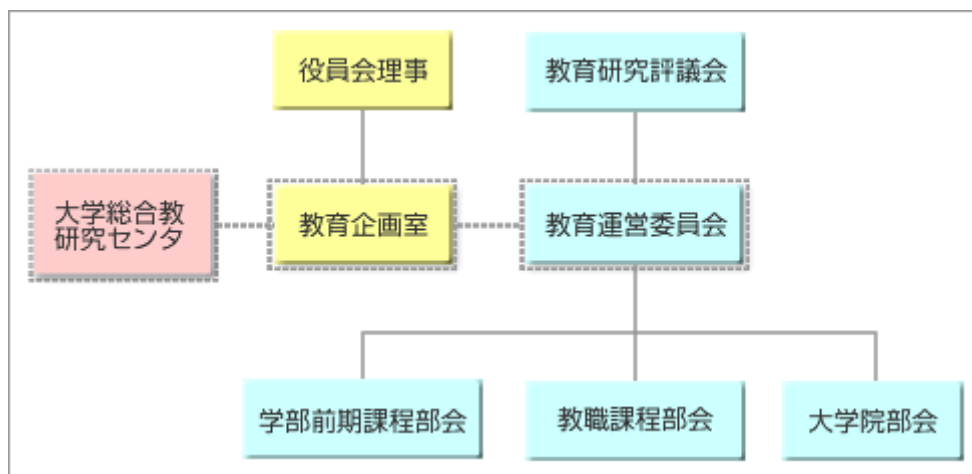 役員会理事
教育研究評議会
大学総合教
研究センタ
教育企画室
教育運営委員会
学部前期課程部会
教職課程部会
大学院部会